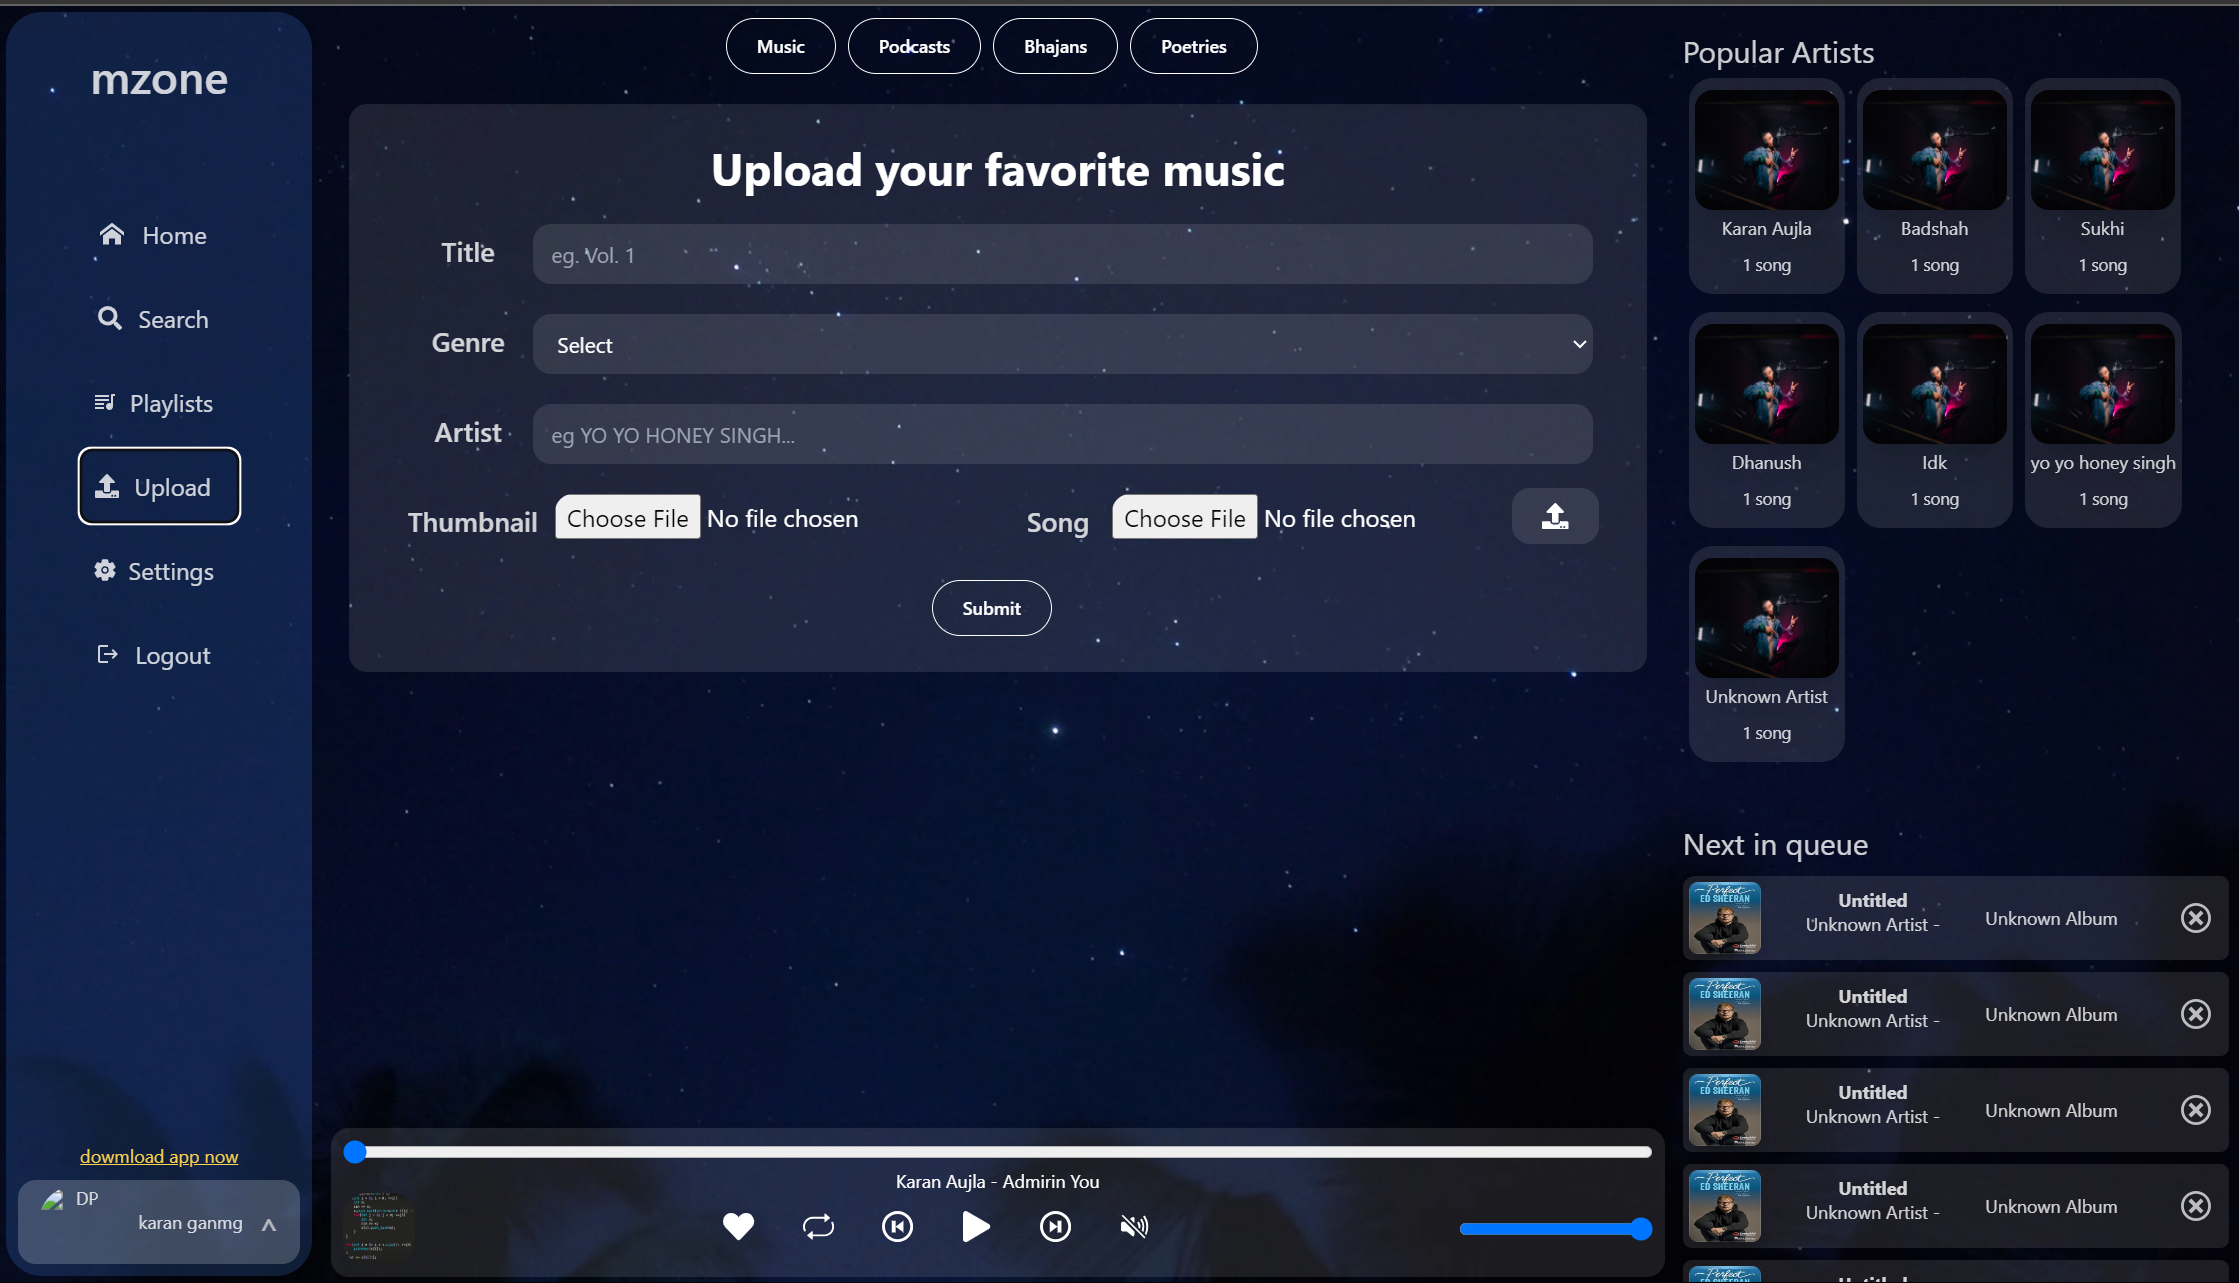 mzone
Home
Search
Playlists
Upload
Settings
Logout
dowmload app now
DP
karan ganmg
Music
Podcasts
Bhajans
Poetries
Upload your favorite music
Title
eg. Vol. 1
Genre
Select
Artist
eg YO YO HONEY SINGH...
Thumbnail
Choose File No file chosen
Song
Choose File No file chosen
Submit
Karan Aujla - Admirin You
Popular Artists
Karan Aujla
1 song
Badshah
1 song
Sukhi
1 song
Dhanush
1 song
Idk
1 song
yo yo honey singh
1 song
Unknown Artist
1 song
Next in queue
Perfect
ED SHEERAN
Untitled
Unknown Artist -
Unknown Album
Perfect
ED SHEERAN
Untitled
Unknown Artist -
Unknown Album
Perfect
ED SHEERAN
Untitled
Unknown Artist -
Unknown Album
Perfect
ED SHEERAN
Untitled
Unknown Artist -
Unknown Album